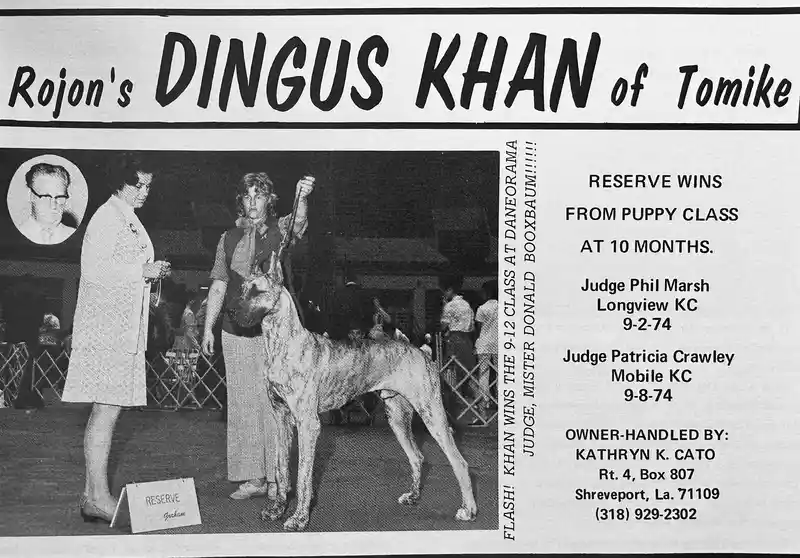 Rojon's DINGUS KHAN of Tomike
FLASH! KHAN WINS THE 9-12 CLASS AT DANEORAMA
JUDGE, MISTER DONALD BOOXBAUM!!!!!!
RESERVE WINS
FROM PUPPY CLASS
AT 10 MONTHS.
Judge Phil Marsh
Longview KC
9-2-74
Judge Patricia Crawley
Mobile KC
9-8-74
OWNER-HANDLED BY:
KATHRYN K. CATO
Rt. 4, Box 807
Shreveport, La. 71109
(318) 929-2302
RESERVE
Graham